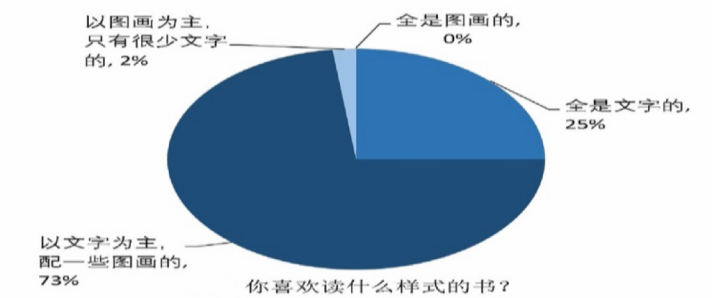 以图画为主,
只有很少文字
的, 2%
全是图画的,
0%
全是文字的,
25%
以文字为主,
配一些图画的,
73%
你喜欢读什么样式的书?